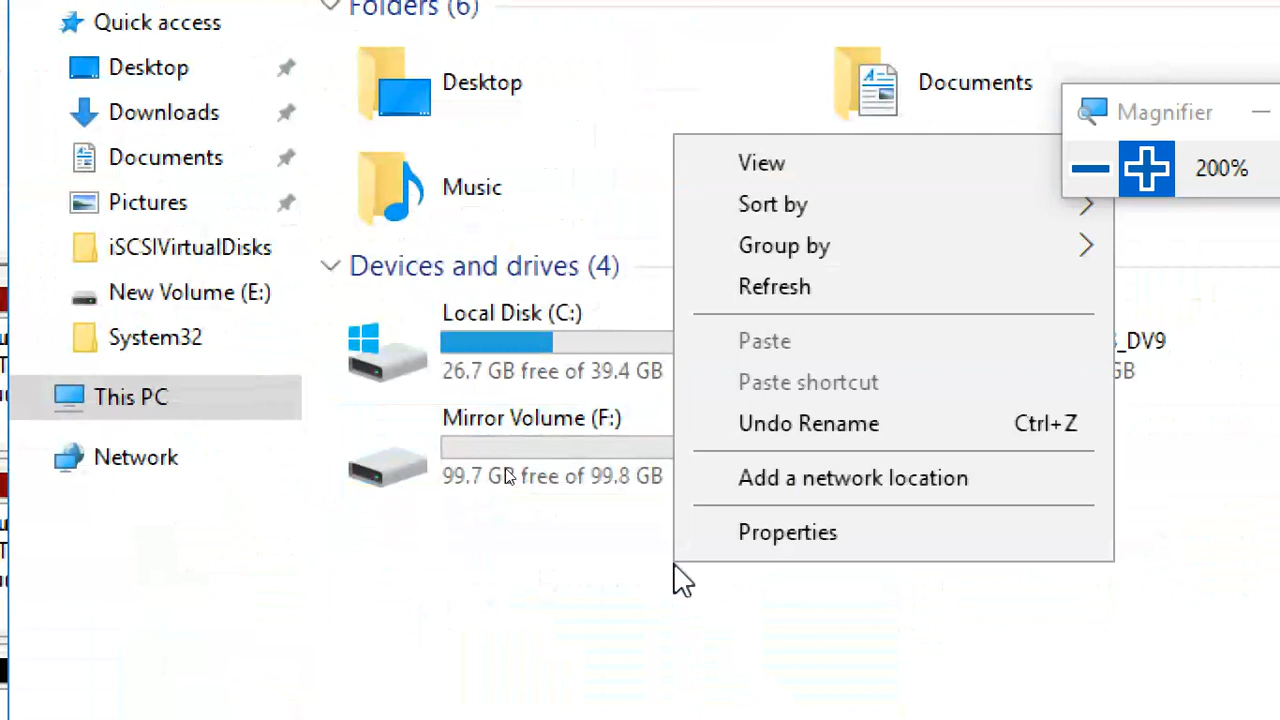 Quick access
Desktop
Downloads
Documents
Pictures
iSCSIVirtualDisks
New Volume (E:)
System32
This PC
Network
Folders (6)
Desktop
Documents
Music
Devices and drives (4)
Local Disk (C:)
26.7 GB free of 39.4 GB
_DV9
GB
Mirror Volume (F:)
99.7 GB free of 99.8 GB
View
Sort by
Group by
Refresh
Paste
Paste shortcut
Undo Rename Ctrl+Z
Add a network location
Properties
Magnifier
200%